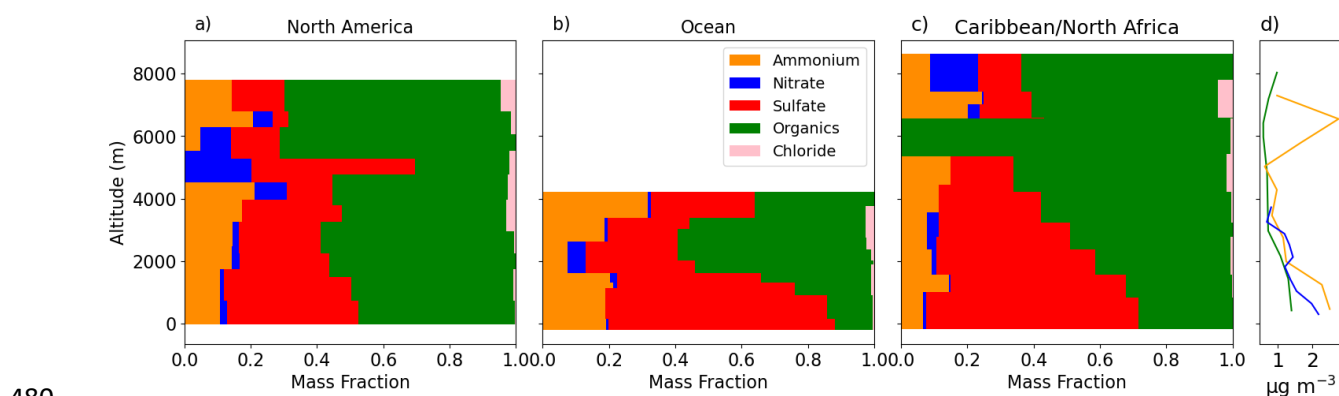 a) North America
b) Ocean
c) Caribbean/North Africa
d)
Altitude (m)
8000
6000
4000
2000
0
Ammonium
Nitrate
Sulfate
Organics
Chloride
0.0 0.2 0.4 0.6 0.8 1.0
0.0 0.2 0.4 0.6 0.8 1.0
0.0 0.2 0.4 0.6 0.8 1.0
1 2
Mass Fraction
Mass Fraction
Mass Fraction
µg m⁻³
480